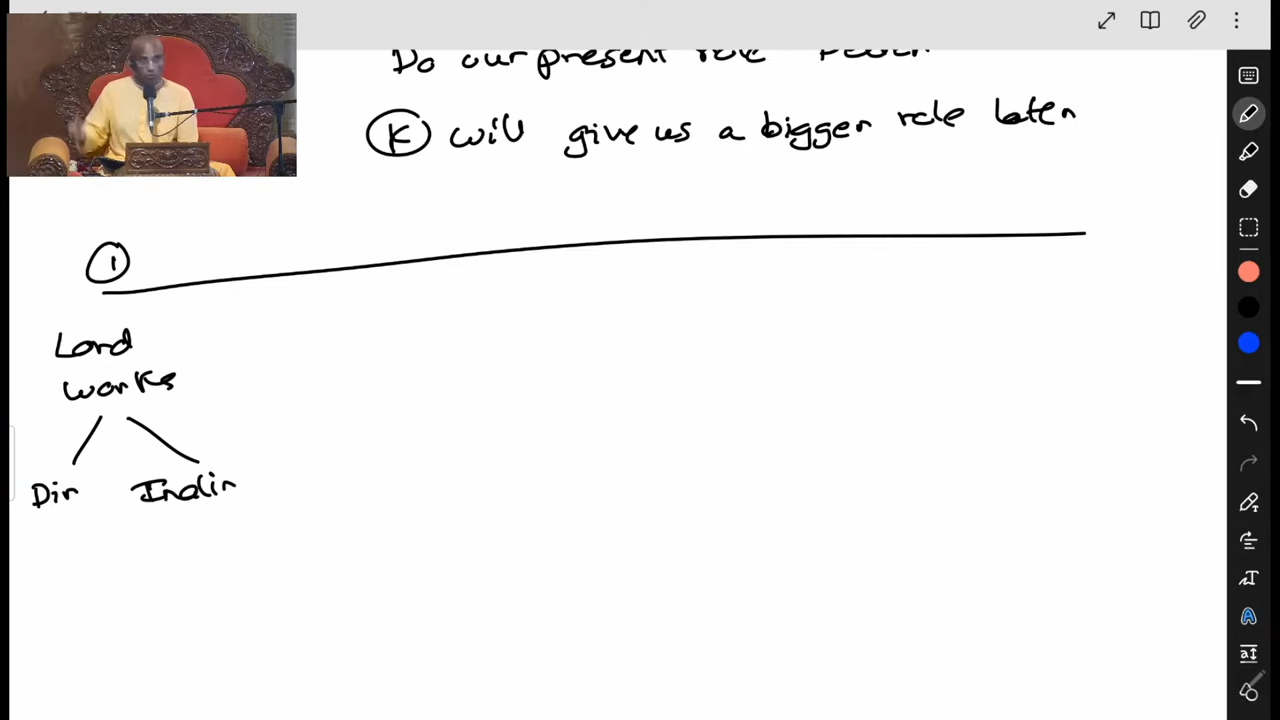 Do our present role
K will give us a bigger role later
1
Lord
works
Dir Indir